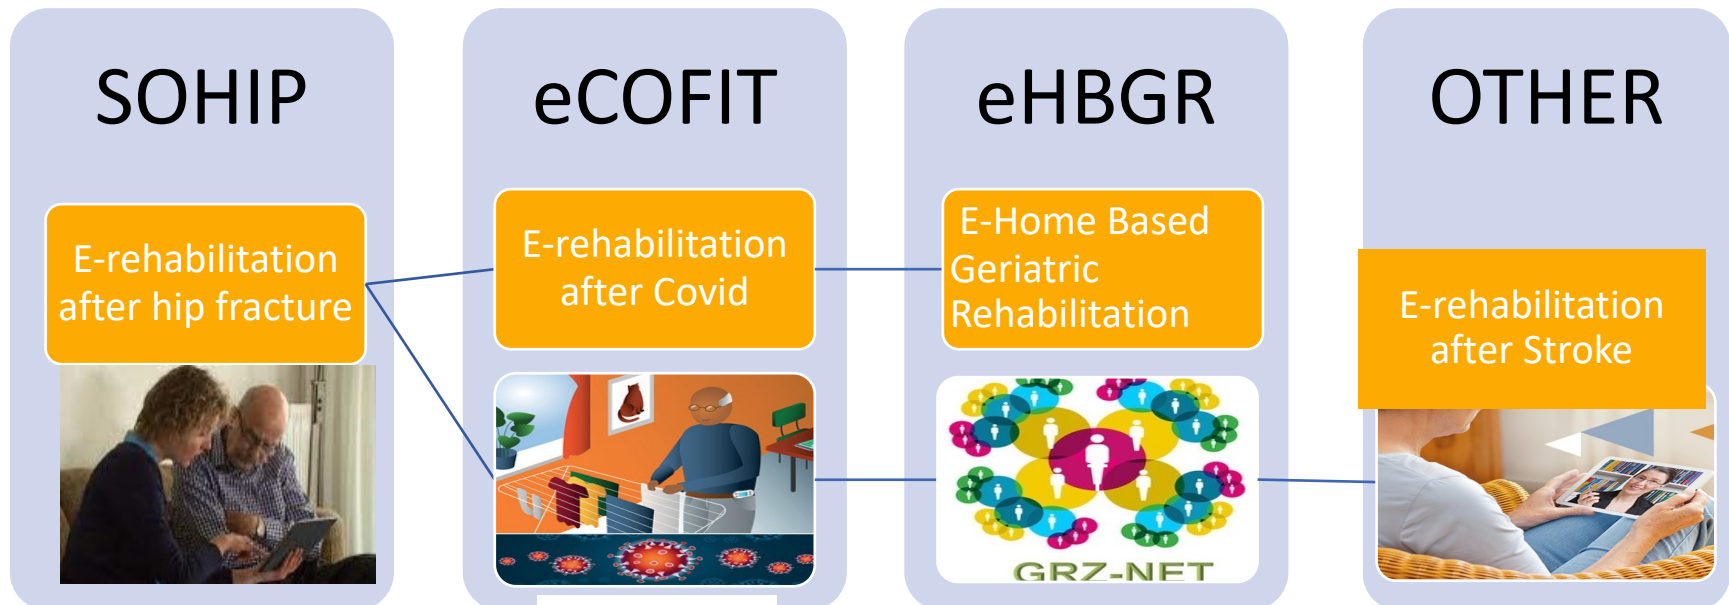 SOHIP
E-rehabilitation
after hip fracture
eCOFIT
E-rehabilitation
after Covid
eHBGR
E-Home Based
Geriatric
Rehabilitation
GRZ-NET
OTHER
E-rehabilitation
after Stroke